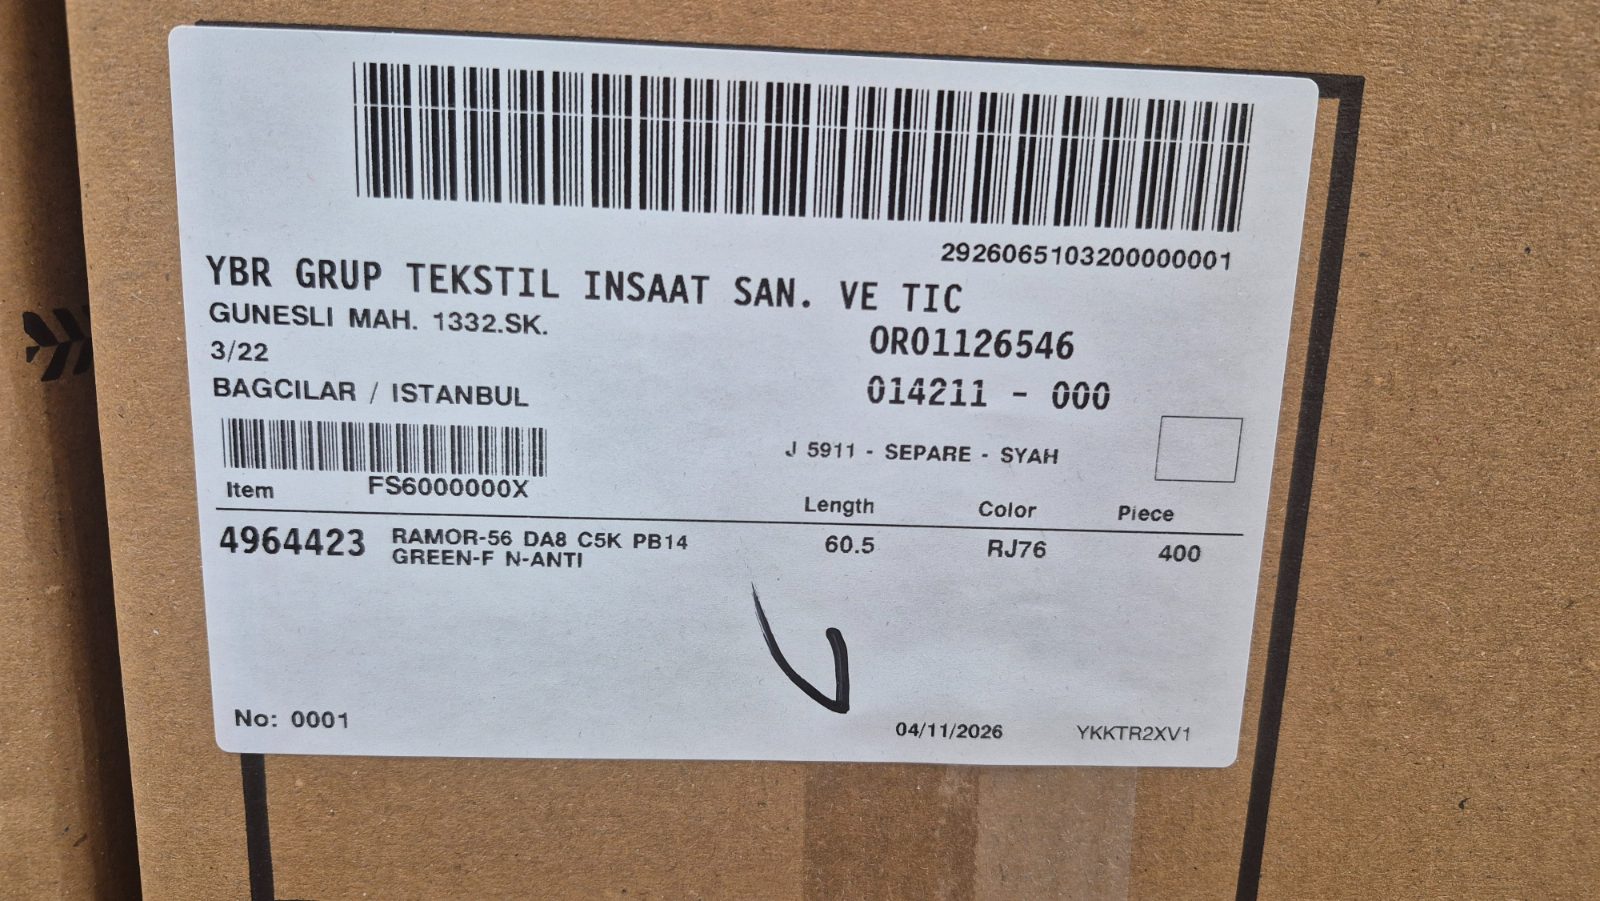 2926065103200000001
YBR GRUP TEKSTIL INSAAT SAN. VE TIC
GUNESLI MAH. 1332.SK.
3/22
BAGCILAR / ISTANBUL
OR01126546
014211 - 000
J 5911 - SEPARE - SYAH
FS6000000X
Item Length Color Piece
4964423 RAMOR-56 DA8 C5K PB14 60.5 RJ76 400
GREEN-F N-ANTI
No: 0001
04/11/2026 YKKTR2XV1